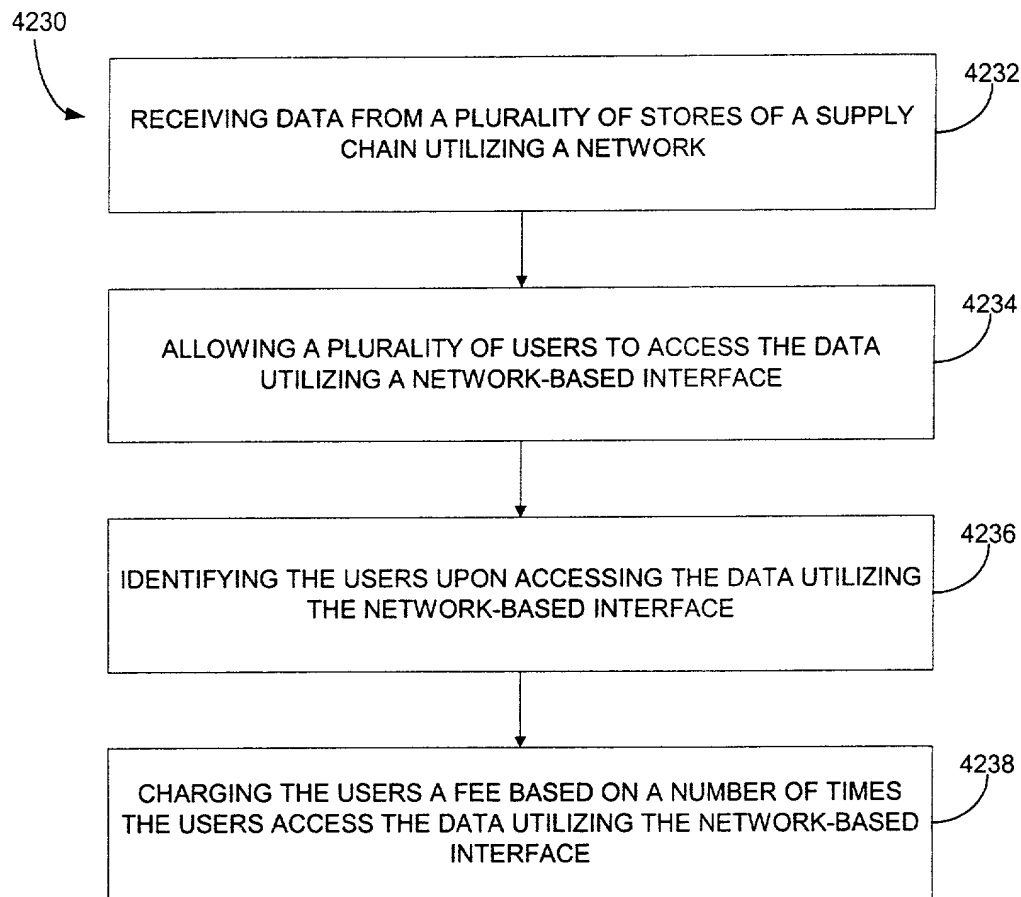 4230
4232
RECEIVING DATA FROM A PLURALITY OF STORES OF A SUPPLY
CHAIN UTILIZING A NETWORK
4234
ALLOWING A PLURALITY OF USERS TO ACCESS THE DATA
UTILIZING A NETWORK-BASED INTERFACE
4236
IDENTIFYING THE USERS UPON ACCESSING THE DATA UTILIZING
THE NETWORK-BASED INTERFACE
4238
CHARGING THE USERS A FEE BASED ON A NUMBER OF TIMES
THE USERS ACCESS THE DATA UTILIZING THE NETWORK-BASED
INTERFACE